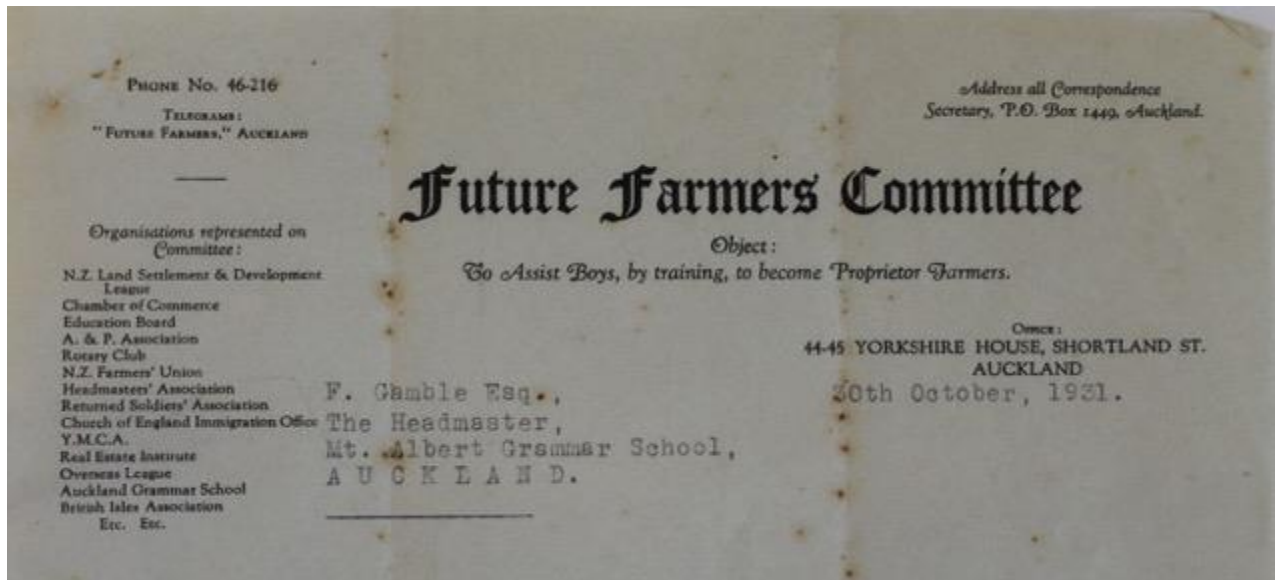 PHONE NO. 46-216
TELEGRAMS:
"FUTURE FARMERS," AUCKLAND
Address all Correspondence
Secretary, P.O. Box 1449, Auckland.
Future Farmers Committee
Object:
To Assist Boys, by training, to become Proprietor Farmers.
Organisations represented on
Committee:
N.Z. Land Settlement & Development
League
Chamber of Commerce
Education Board
A. & P. Association
Rotary Club
N.Z. Farmers' Union
Headmasters' Association
Returned Soldiers' Association
Church of England Immigration Office
Y.M.C.A.
Real Estate Institute
Overseas League
Auckland Grammar School
British Isles Association
Etc. Etc.
OFFICE:
44-45 YORKSHIRE HOUSE, SHORTLAND ST.
AUCKLAND
30th October, 1931.
F. Gamble Esq.,
The Headmaster,
Mt. Albert Grammar School,
A U C K L A N D.